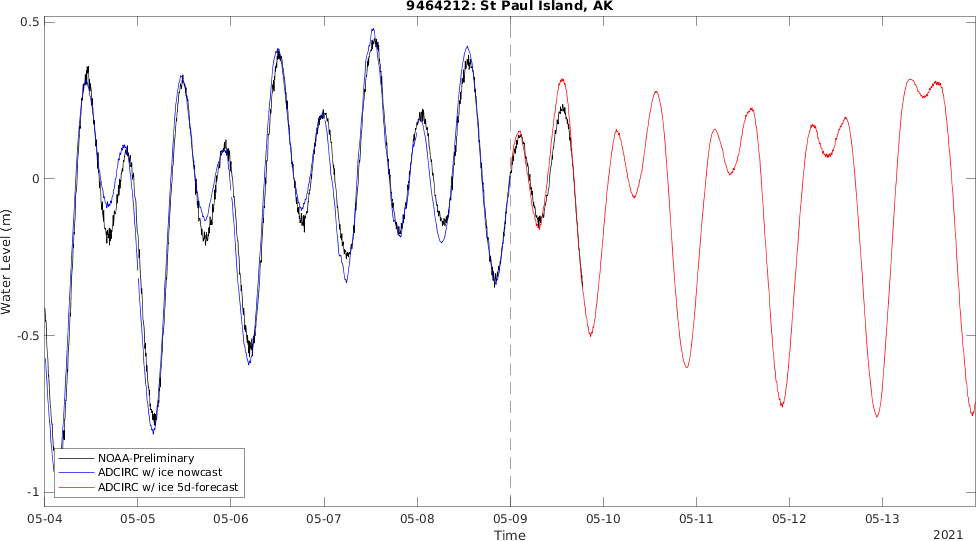 9464212: St Paul Island, AK
0.5
0
-0.5
-1
Water Level (m)
NOAA-Preliminary
ADCIRC w/ ice nowcast
ADCIRC w/ ice 5d-forecast
05-04 05-05 05-06 05-07 05-08 05-09 05-10 05-11 05-12 05-13
Time
2021